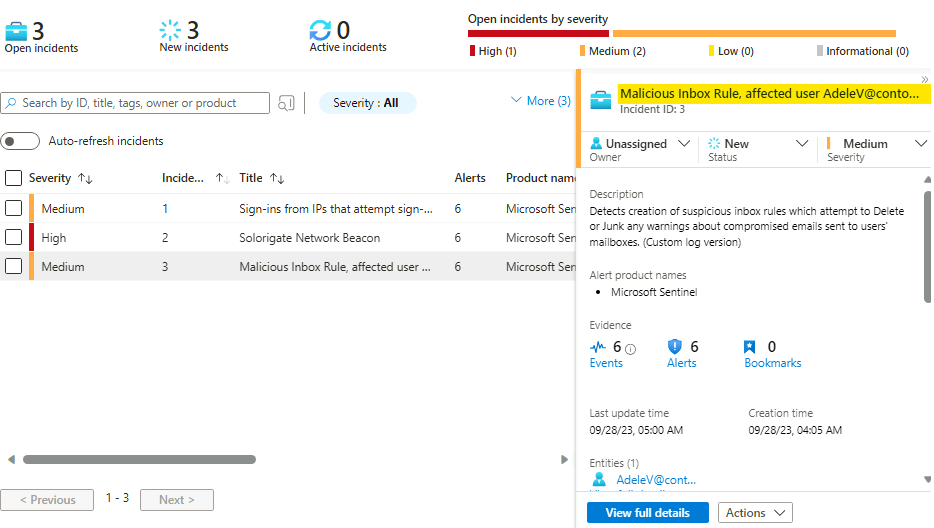 3
Open incidents
3
New incidents
0
Active incidents
Open incidents by severity
High (1)
Medium (2)
Low (0)
Informational (0)
Search by ID, title, tags, owner or product
Severity : All
More (3)
Auto-refresh incidents
Severity ↑↓ Incide... ↑↓ Title ↑↓ Alerts Product name
Medium 1 Sign-ins from IPs that attempt sign-... 6 Microsoft Sentin
High 2 Solorigate Network Beacon 6 Microsoft Sentin
Medium 3 Malicious Inbox Rule, affected user ... 6 Microsoft Sentin
< Previous 1 - 3 Next >
»
Malicious Inbox Rule, affected user AdeleV@conto...
Incident ID: 3
Unassigned
Owner
New
Status
Medium
Severity
Description
Detects creation of suspicious inbox rules which attempt to Delete
or Junk any warnings about compromised emails sent to users'
mailboxes. (Custom log version)
Alert product names
• Microsoft Sentinel
Evidence
6
Events
6
Alerts
0
Bookmarks
Last update time
09/28/23, 05:00 AM
Creation time
09/28/23, 04:05 AM
Entities (1)
AdeleV@cont...
View full details
Actions